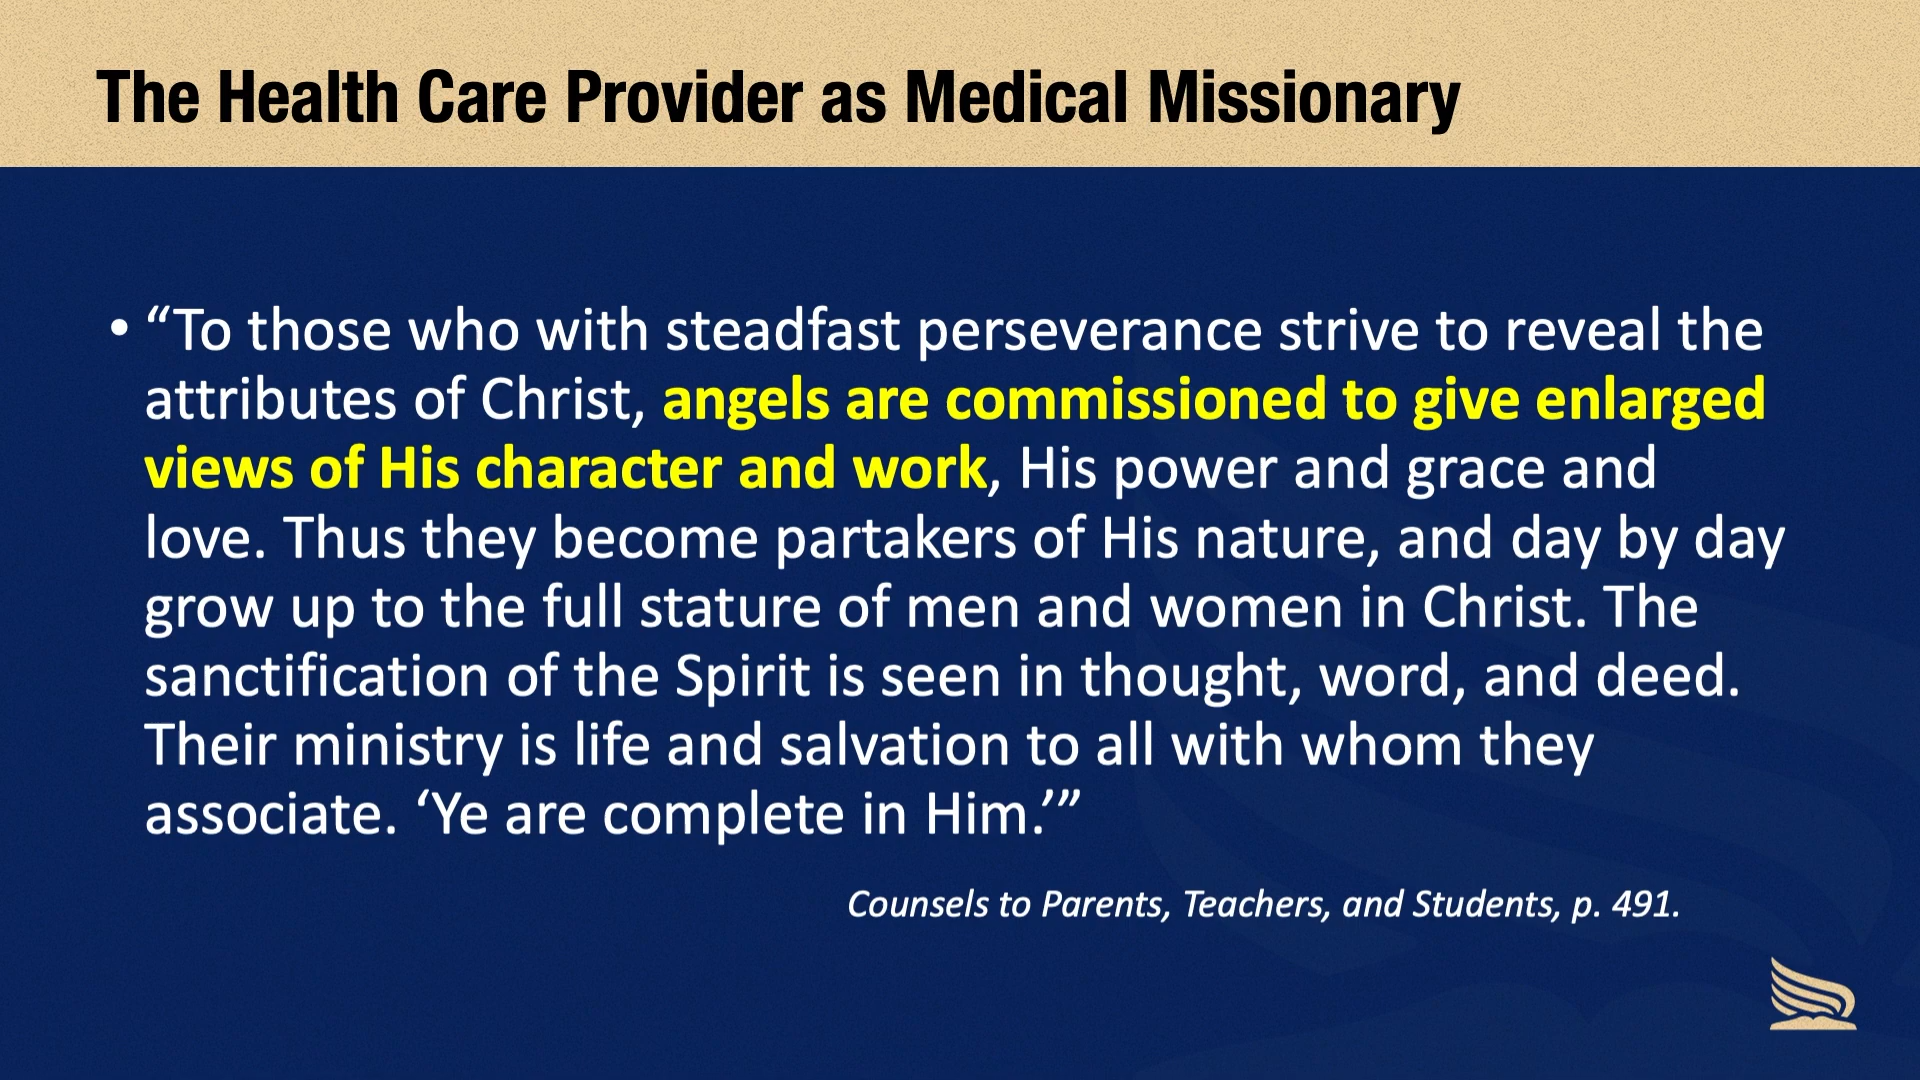 The Health Care Provider as Medical Missionary
• “To those who with steadfast perseverance strive to reveal the
attributes of Christ, angels are commissioned to give enlarged
views of His character and work, His power and grace and
love. Thus they become partakers of His nature, and day by day
grow up to the full stature of men and women in Christ. The
sanctification of the Spirit is seen in thought, word, and deed.
Their ministry is life and salvation to all with whom they
associate. ‘Ye are complete in Him.’”
Counsels to Parents, Teachers, and Students, p. 491.